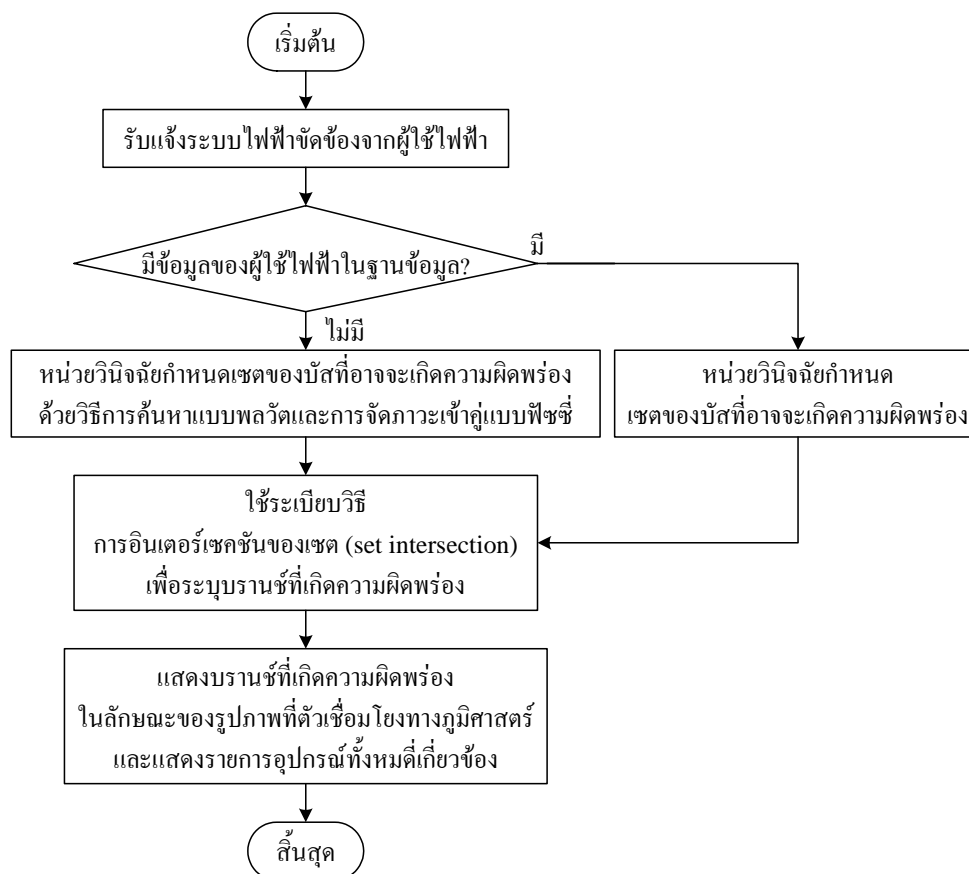 เริ่มต้น
รับแจ้งระบบไฟฟ้าขัดข้องจากผู้ใช้ไฟฟ้า
มีข้อมูลของผู้ใช้ไฟฟ้าในฐานข้อมูล?
มี
ไม่มี
หน่วยวินิจฉัยกำหนดเซตของบัสที่อาจจะเกิดความผิดพร่อง
ด้วยวิธีการค้นหาแบบพลวัตและการจัดภาวะเข้าคู่แบบฟัซซี่
หน่วยวินิจฉัยกำหนด
เซตของบัสที่อาจจะเกิดความผิดพร่อง
ใช้ระเบียบวิธี
การอินเตอร์เซคชันของเซต (set intersection)
เพื่อระบุบรานช์ที่เกิดความผิดพร่อง
แสดงบรานช์ที่เกิดความผิดพร่อง
ในลักษณะของรูปภาพที่ตัวเชื่อมโยงทางภูมิศาสตร์
และแสดงรายการอุปกรณ์ทั้งหมดี่เกี่ยวข้อง
สิ้นสุด